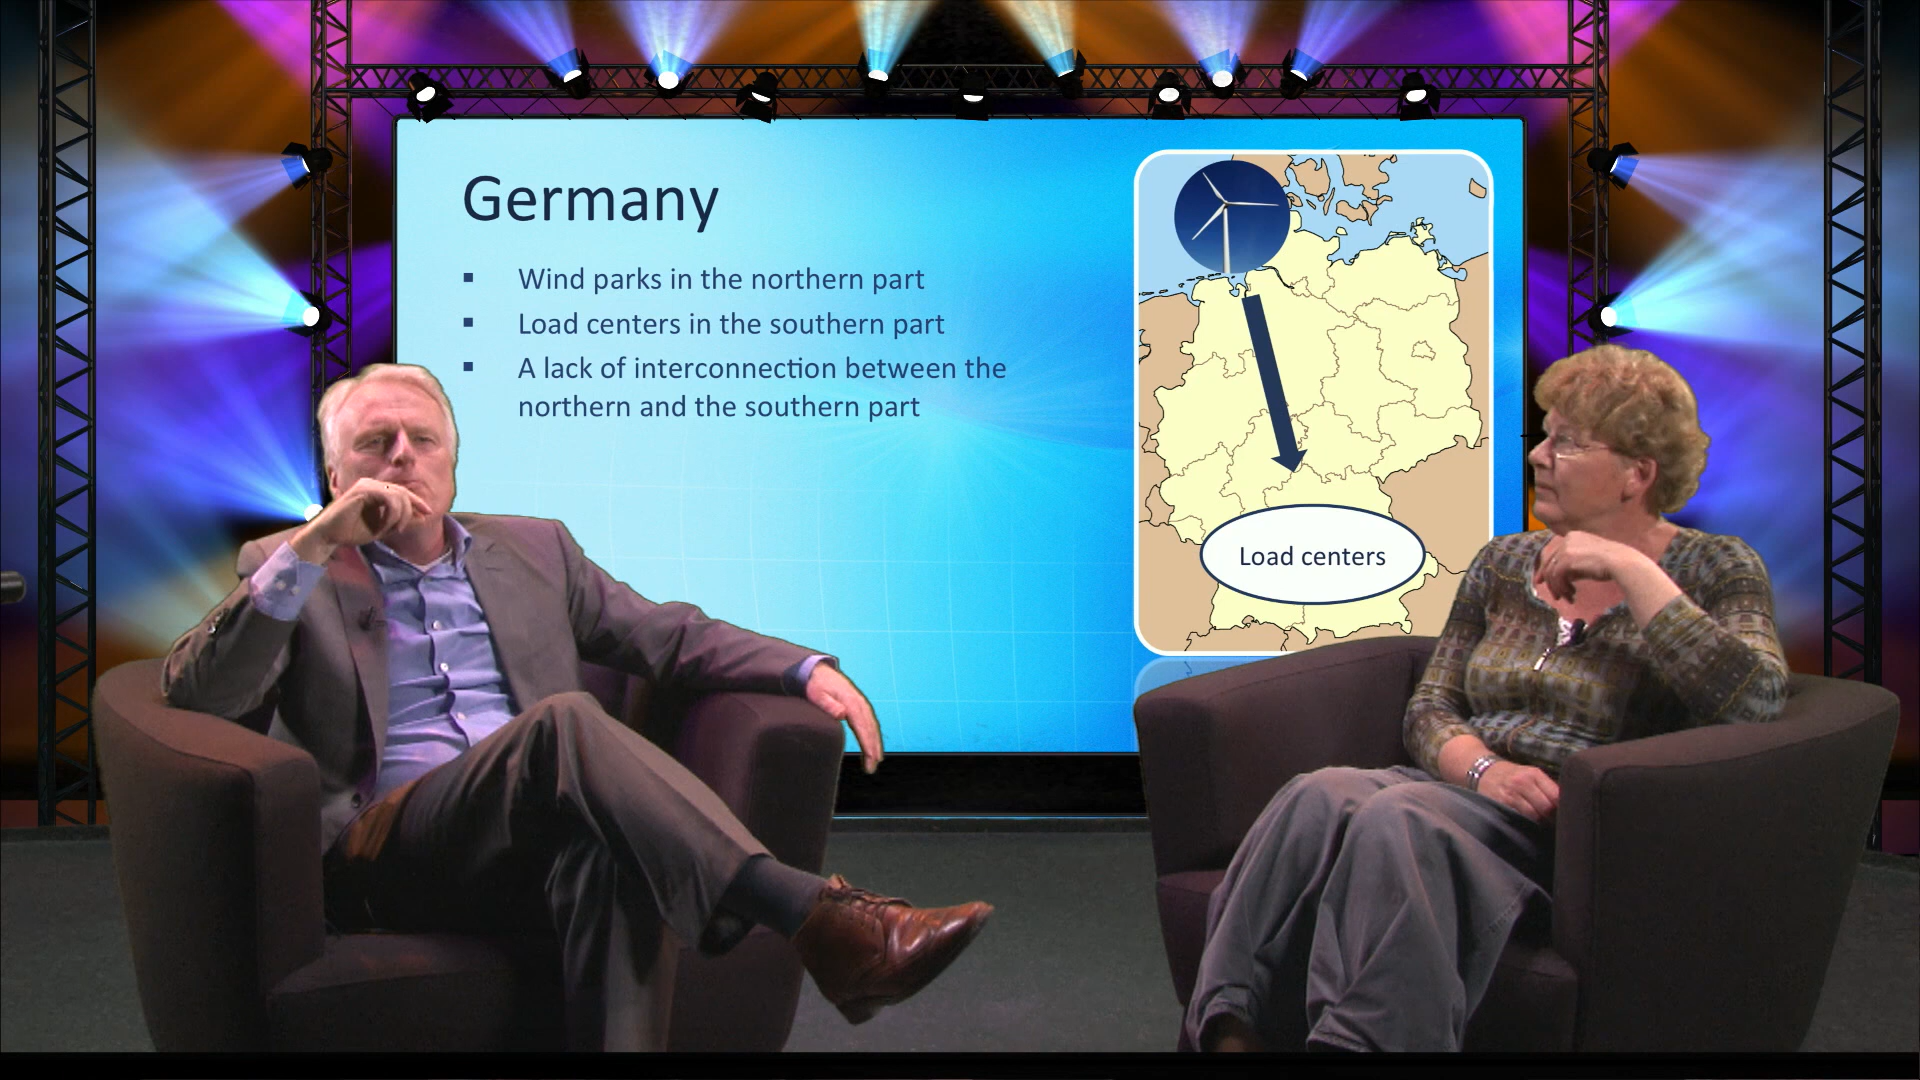 Germany
▪ Wind parks in the northern part
▪ Load centers in the southern part
▪ A lack of interconnection between the
northern and the southern part
Load centers